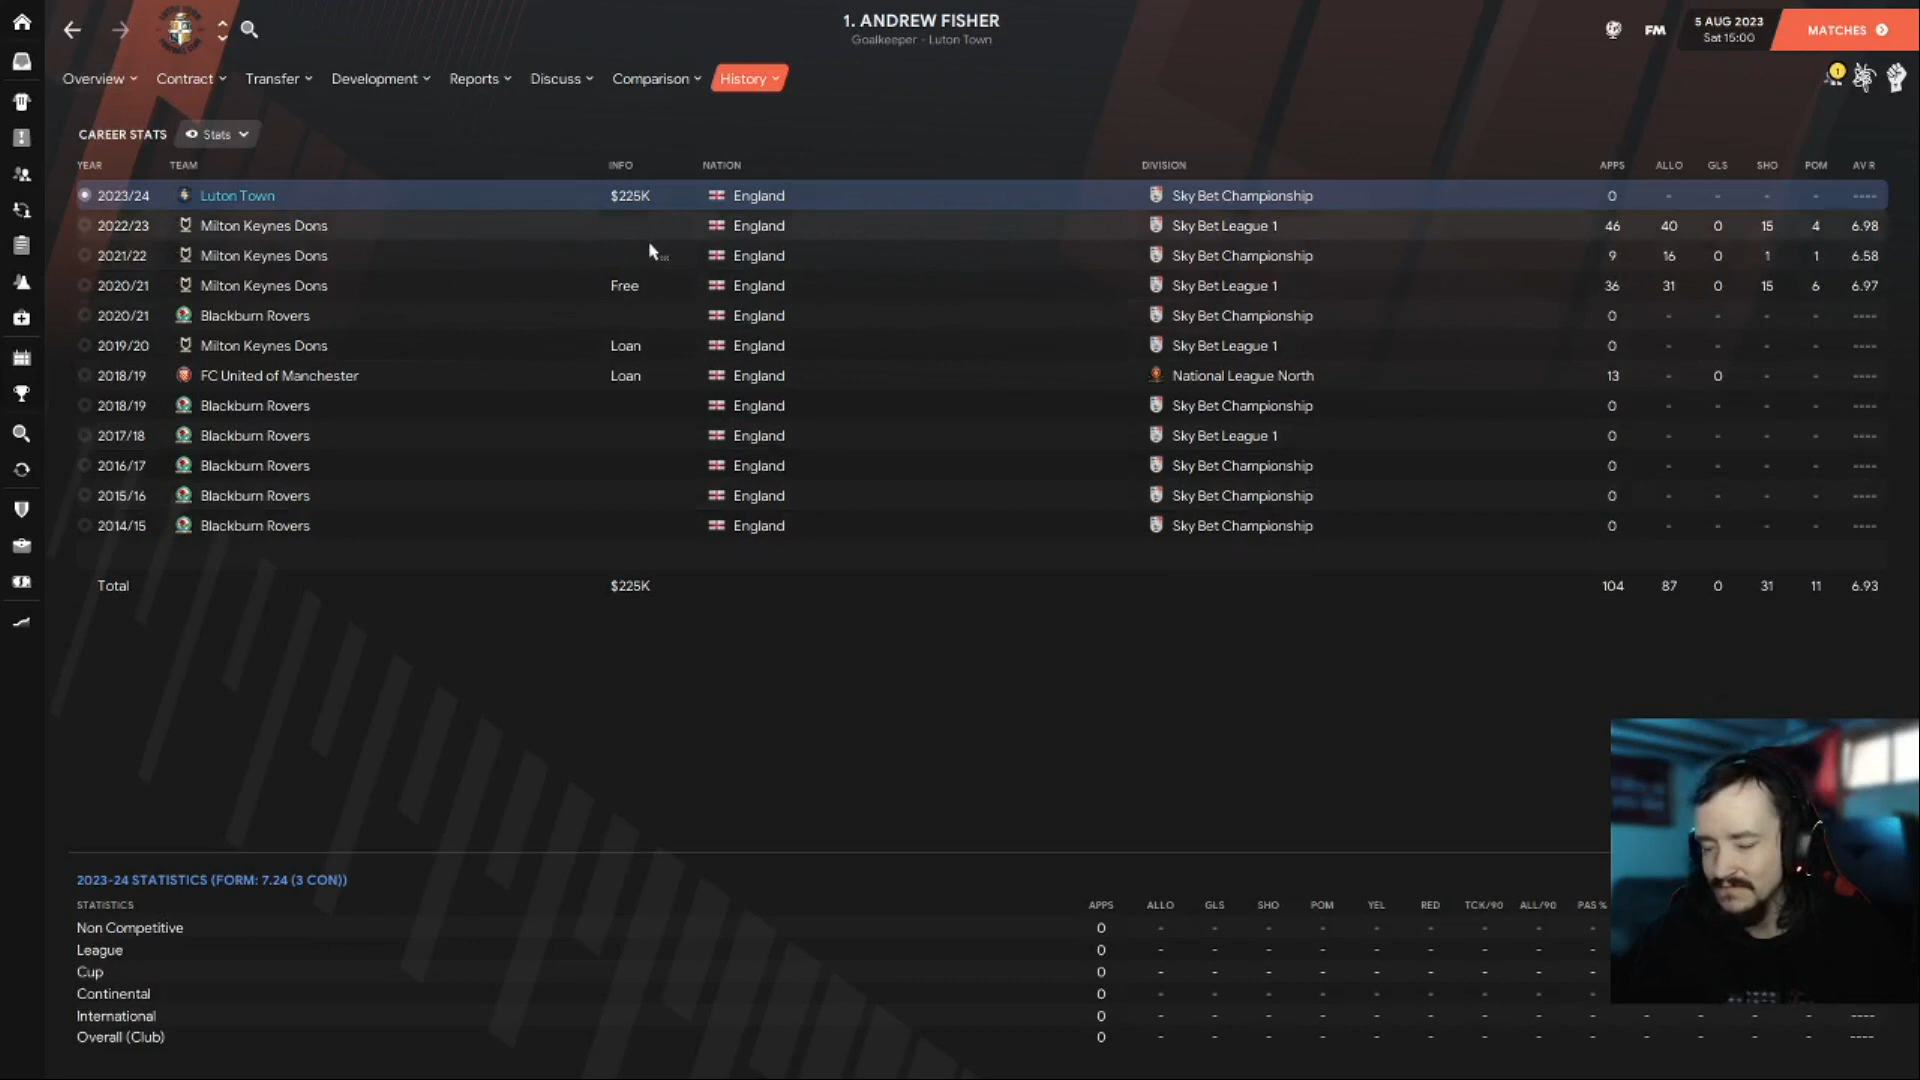 1. ANDREW FISHER
Goalkeeper - Luton Town
FM
5 AUG 2023
Sat 15:00
MATCHES
Overview Contract Transfer Development Reports Discuss Comparison History
1
CAREER STATS Stats
YEAR TEAM INFO NATION DIVISION APPS ALLO GLS SHO POM AV R
2023/24 Luton Town $225K England Sky Bet Championship 0 - - - - ----
2022/23 Milton Keynes Dons England Sky Bet League 1 46 40 0 15 4 6.98
2021/22 Milton Keynes Dons England Sky Bet Championship 9 16 0 1 1 6.58
2020/21 Milton Keynes Dons Free England Sky Bet League 1 36 31 0 15 6 6.97
2020/21 Blackburn Rovers England Sky Bet Championship 0 - - - - ----
2019/20 Milton Keynes Dons Loan England Sky Bet League 1 0 - - - - ----
2018/19 FC United of Manchester Loan England National League North 13 - 0 - - ----
2018/19 Blackburn Rovers England Sky Bet Championship 0 - - - - ----
2017/18 Blackburn Rovers England Sky Bet League 1 0 - - - - ----
2016/17 Blackburn Rovers England Sky Bet Championship 0 - - - - ----
2015/16 Blackburn Rovers England Sky Bet Championship 0 - - - - ----
2014/15 Blackburn Rovers England Sky Bet Championship 0 - - - - ----
Total $225K 104 87 0 31 11 6.93
2023-24 STATISTICS (FORM: 7.24 (3 CON))
STATISTICS APPS ALLO GLS SHO POM YEL RED TCK/90 ALL/90 PAS %
Non Competitive 0 - - - - - - - - -
League 0 - - - - - - - - -
Cup 0 - - - - - - - - -
Continental 0 - - - - - - - - -
International 0 - - - - - - - - - - - - - ----
Overall (Club) 0 - - - - - - - - - - - - - ----